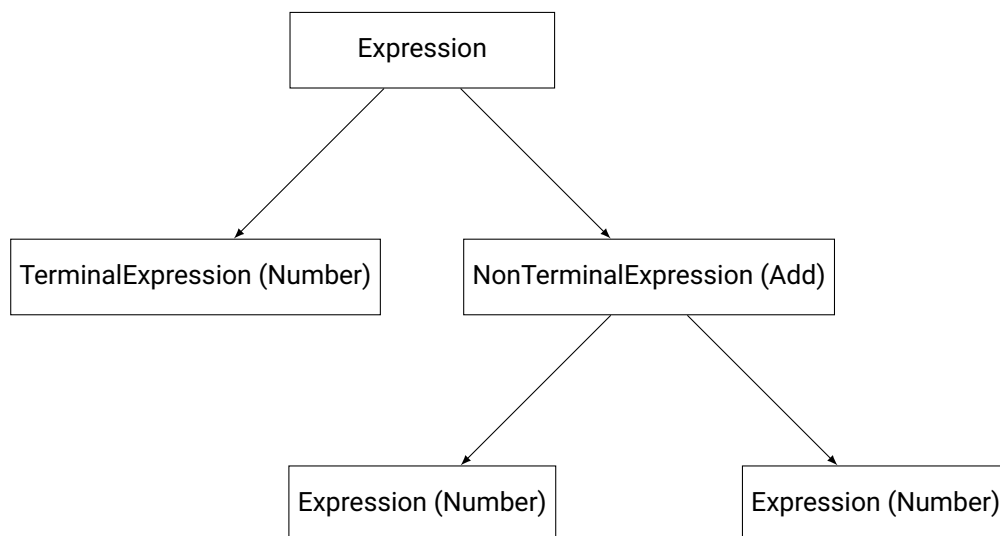 Expression
TerminalExpression (Number)
NonTerminalExpression (Add)
Expression (Number)
Expression (Number)